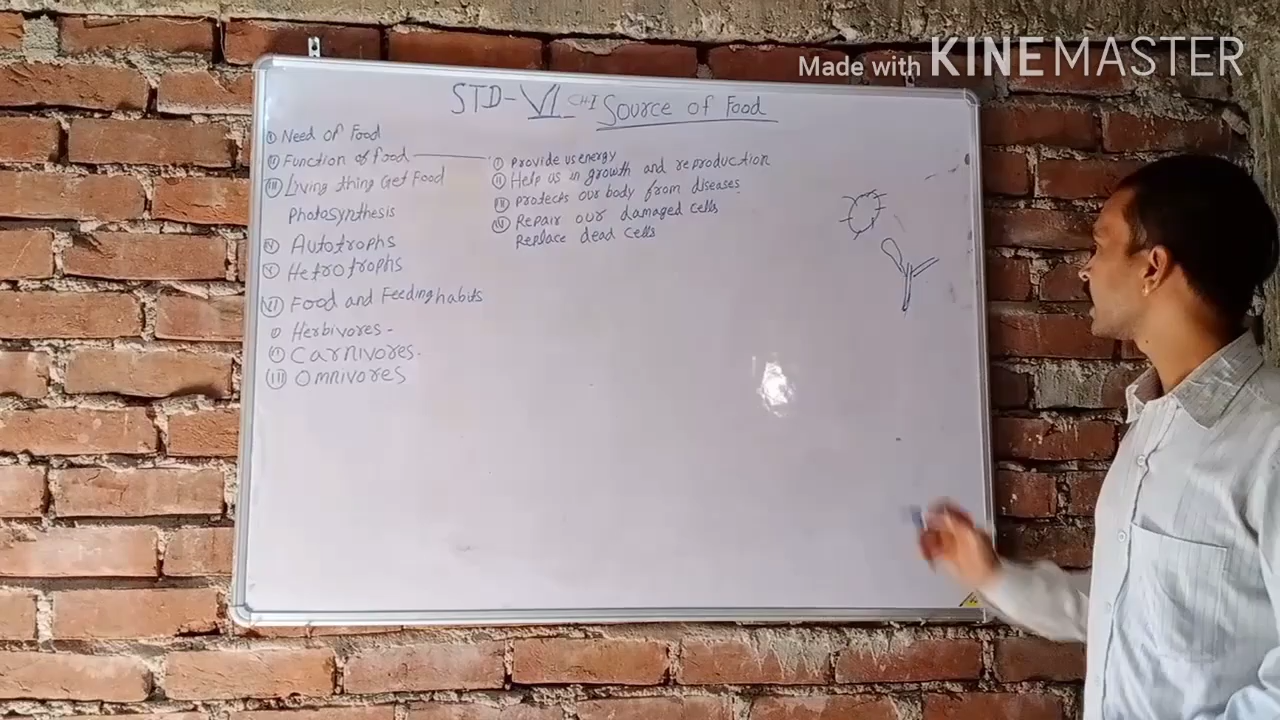 Made with KINEMASTER
STD-VI CH-I Source of Food
(I) Need of Food
(II) Function of food
(III) Living thing Get Food
Photosynthesis
(IV) Autotrophs
(V) Hetrotrophs
(VI) Food and Feeding habits
(I) Herbivores-
(II) Carnivores.
(III) Omnivores
(I) Provide us energy
(II) Help us in growth and reproduction
(III) Protects our body from diseases
(IV) Repair our damaged cells
Replace dead cells